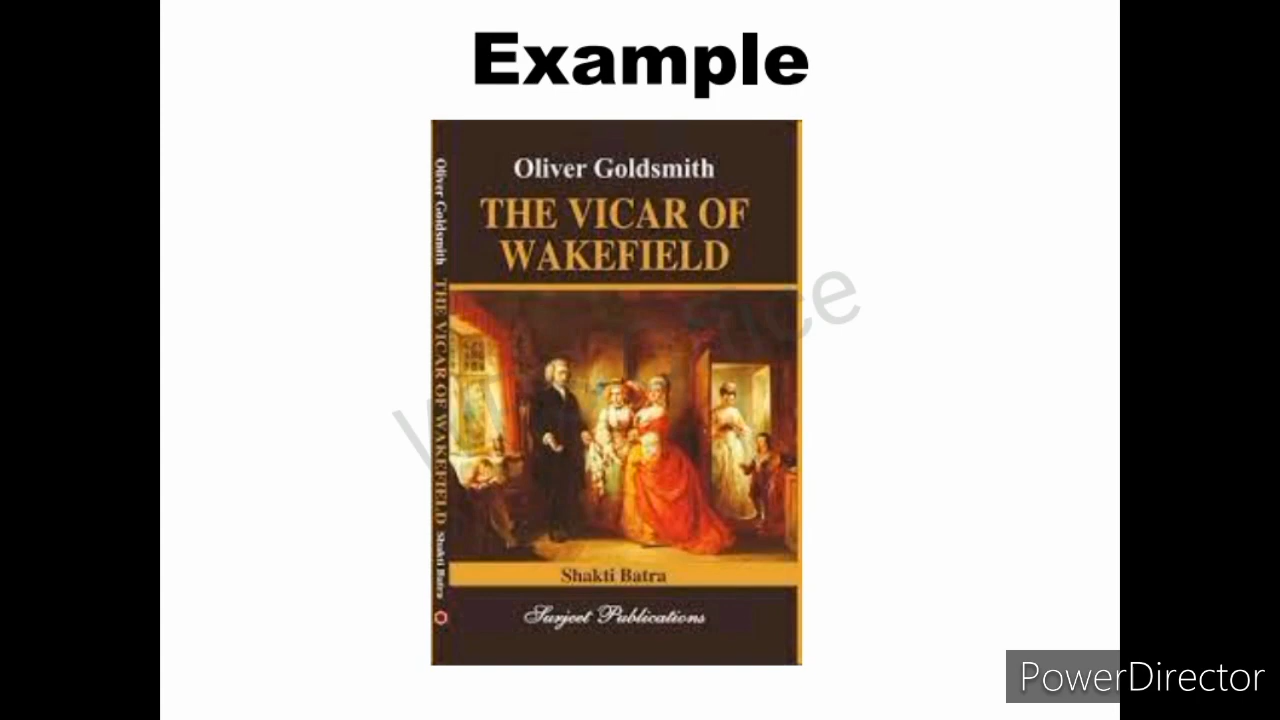 Example
Oliver Goldsmith
THE VICAR OF
WAKEFIELD
Oliver Goldsmith THE VICAR OF WAKEFIELD Shakti Batra
Shakti Batra
Surjeet Publications
PowerDirector